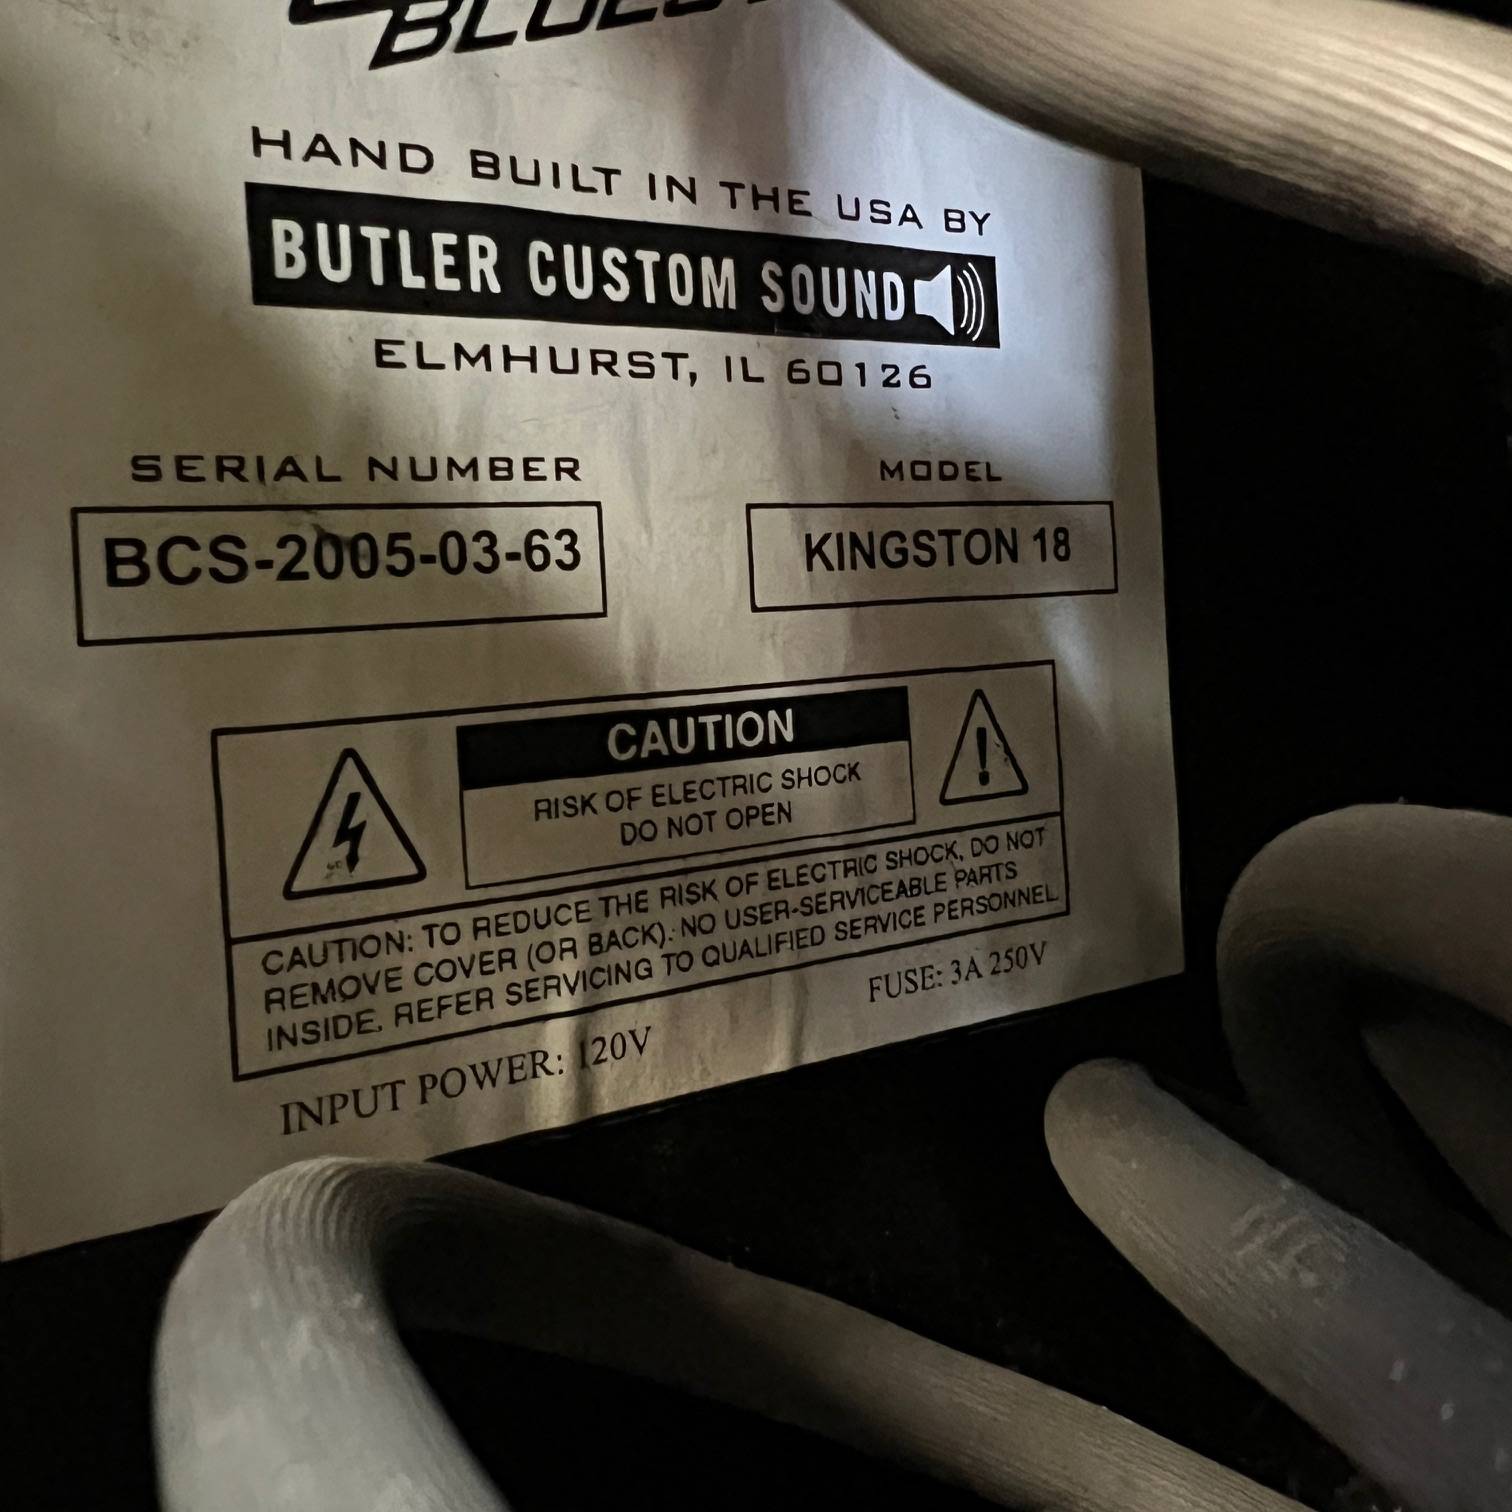 HAND BUILT IN THE USA BY
BUTLER CUSTOM SOUND
ELMHURST, IL 60126
SERIAL NUMBER
MODEL
BCS-2005-03-63
KINGSTON 18
CAUTION
RISK OF ELECTRIC SHOCK
DO NOT OPEN
CAUTION: TO REDUCE THE RISK OF ELECTRIC SHOCK, DO NOT
REMOVE COVER (OR BACK). NO USER-SERVICEABLE PARTS
INSIDE. REFER SERVICING TO QUALIFIED SERVICE PERSONNEL
INPUT POWER: 120V
FUSE: 3A 250V